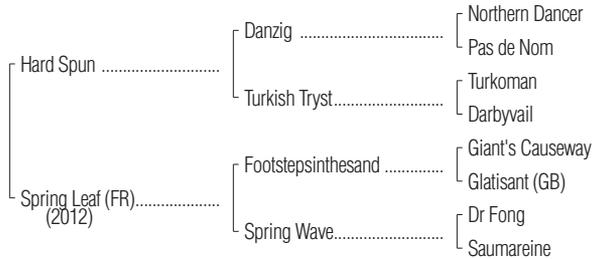 Northern Dancer
Danzig ........................................
Pas de Nom
Hard Spun .................................
Turkoman
Turkish Tryst...............................
Darbyvail
Giant's Causeway
Footstepsinthesand ................
Glatisant (GB)
Spring Leaf (FR).......................
(2012)
Dr Fong
Spring Wave...............................
Saumareine